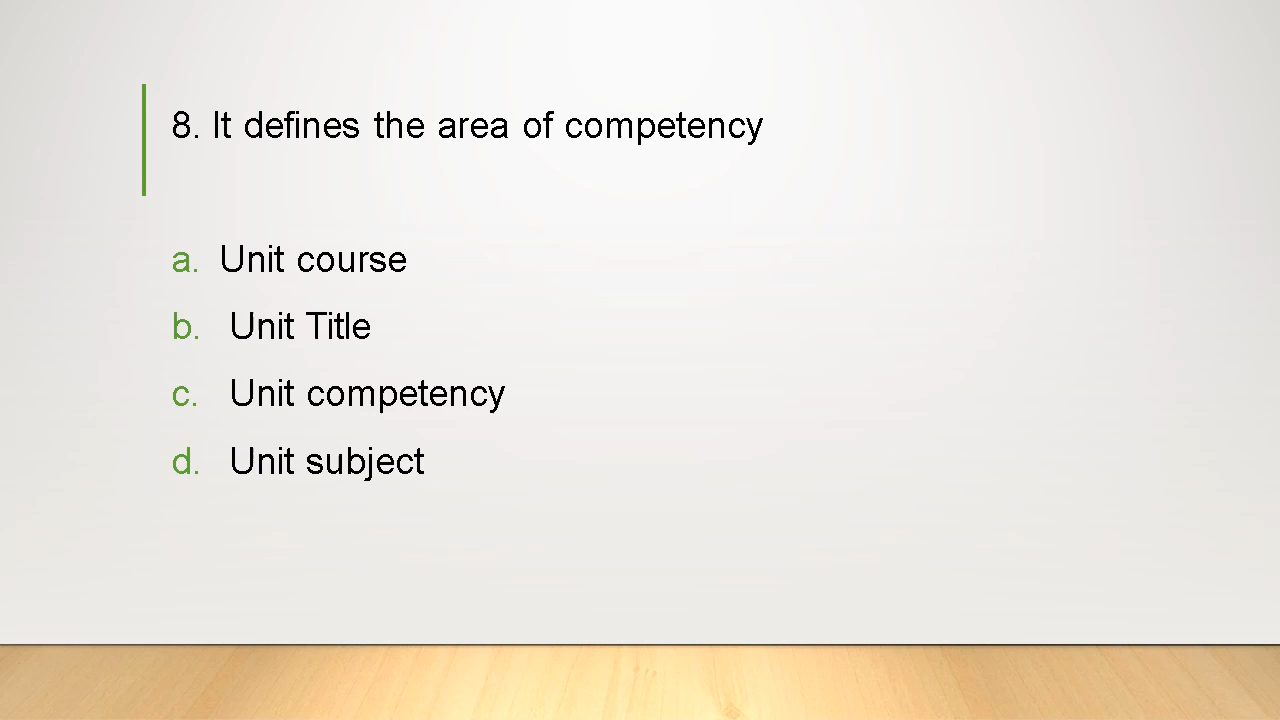 8. It defines the area of competency
a. Unit course
b. Unit Title
c. Unit competency
d. Unit subject